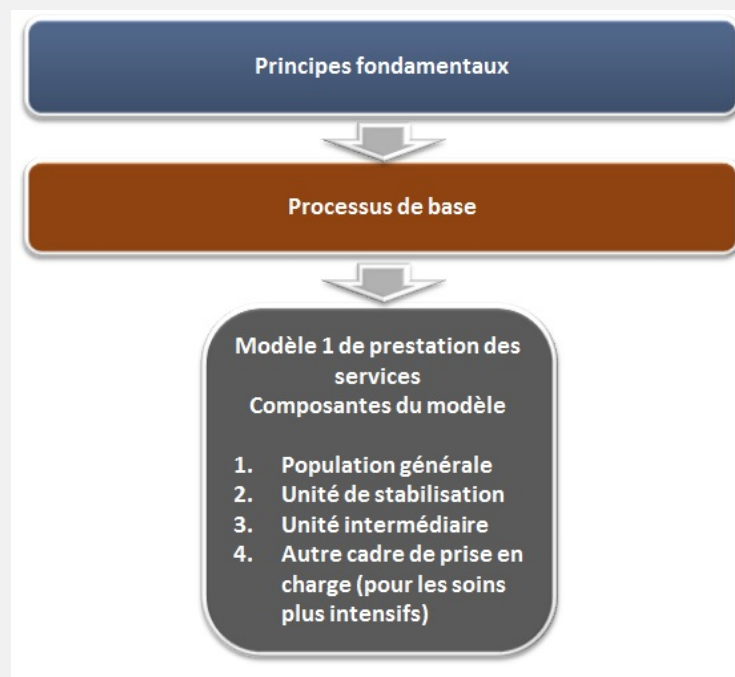 Principes fondamentaux
Processus de base
Modèle 1 de prestation des
services
Composantes du modèle
1. Population générale
2. Unité de stabilisation
3. Unité intermédiaire
4. Autre cadre de prise en
charge (pour les soins
plus intensifs)